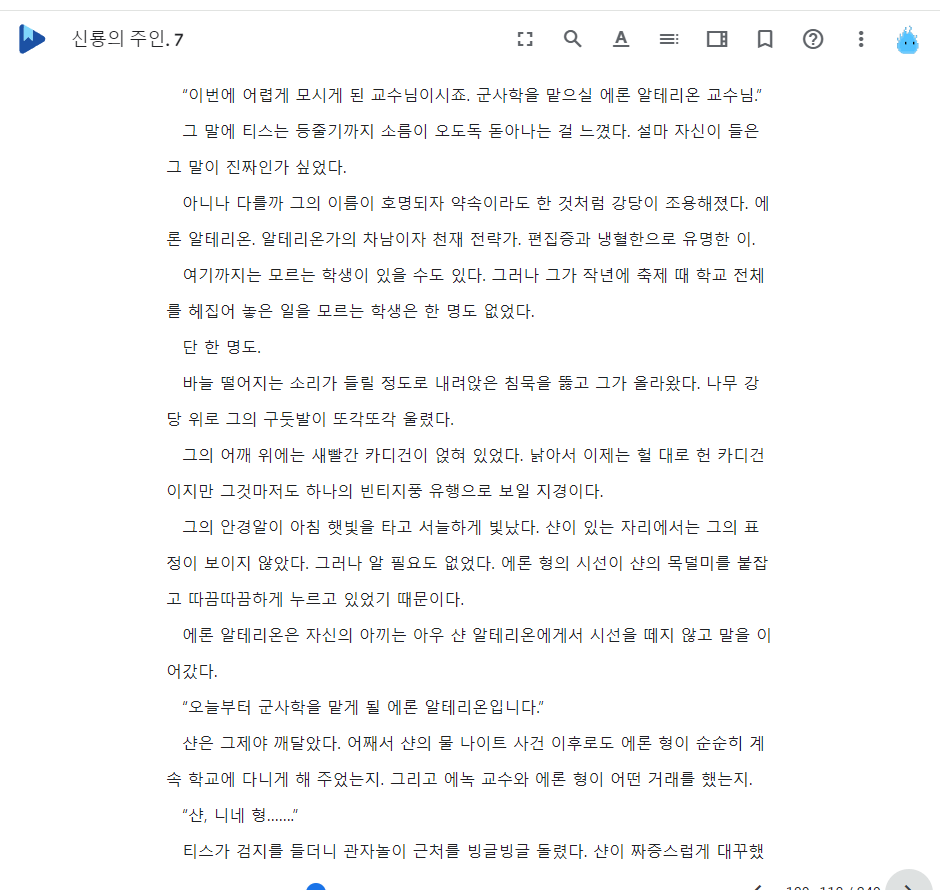 신룡의 주인. 7
“이번에 어렵게 모시게 된 교수님이시죠. 군사학을 맡으실 에론 알테리온 교수님.”
그 말에 티스는 등줄기까지 소름이 오도독 돋아나는 걸 느꼈다. 설마 자신이 들은
그 말이 진짜인가 싶었다.
아니나 다를까 그의 이름이 호명되자 약속이라도 한 것처럼 강당이 조용해졌다. 에
론 알테리온. 알테리온가의 차남이자 천재 전략가. 편집증과 냉혈한으로 유명한 이.
여기까지는 모르는 학생이 있을 수도 있다. 그러나 그가 작년에 축제 때 학교 전체
를 헤집어 놓은 일을 모르는 학생은 한 명도 없었다.
단 한 명도.
바늘 떨어지는 소리가 들릴 정도로 내려앉은 침묵을 뚫고 그가 올라왔다. 나무 강
당 위로 그의 구둣발이 또각또각 울렸다.
그의 어깨 위에는 새빨간 카디건이 얹혀 있었다. 낡아서 이제는 헐 대로 헌 카디건
이지만 그것마저도 하나의 빈티지풍 유행으로 보일 지경이다.
그의 안경알이 아침 햇빛을 타고 서늘하게 빛났다. 샨이 있는 자리에서는 그의 표
정이 보이지 않았다. 그러나 알 필요도 없었다. 에론 형의 시선이 샨의 목덜미를 붙잡
고 따끔따끔하게 누르고 있었기 때문이다.
에론 알테리온은 자신의 아끼는 아우 샨 알테리온에게서 시선을 떼지 않고 말을 이
어갔다.
“오늘부터 군사학을 맡게 될 에론 알테리온입니다.”
샨은 그제야 깨달았다. 어째서 샨의 물 나이트 사건 이후로도 에론 형이 순순히 계
속 학교에 다니게 해 주었는지. 그리고 에녹 교수와 에론 형이 어떤 거래를 했는지.
“샨, 니네 형…….”
티스가 검지를 들더니 관자놀이 근처를 빙글빙글 돌렸다. 샨이 짜증스럽게 대꾸했